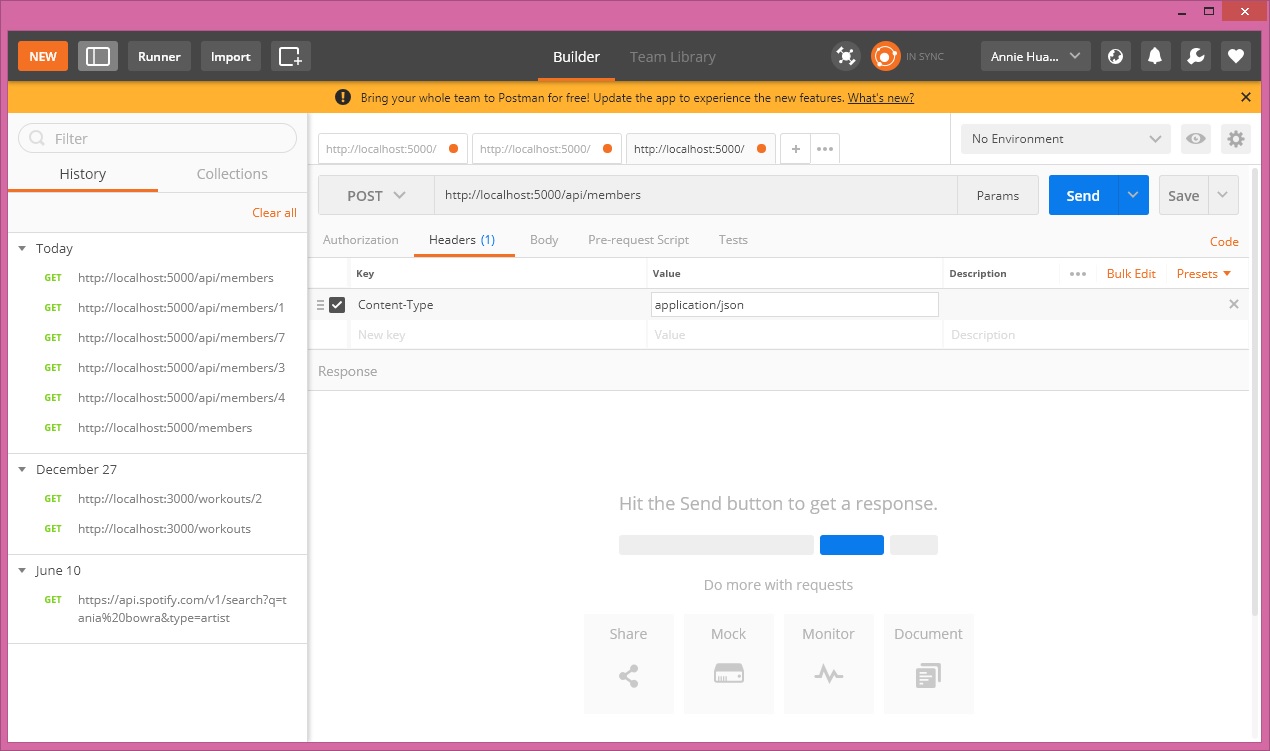 NEW Runner Import Builder Team Library IN SYNC Annie Hua...
! Bring your whole team to Postman for free! Update the app to experience the new features. What's new?
Filter
History Collections
Clear all
Today
GET http://localhost:5000/api/members
GET http://localhost:5000/api/members/1
GET http://localhost:5000/api/members/7
GET http://localhost:5000/api/members/3
GET http://localhost:5000/api/members/4
GET http://localhost:5000/members
December 27
GET http://localhost:3000/workouts/2
GET http://localhost:3000/workouts
June 10
GET https://api.spotify.com/v1/search?q=t
ania%20bowra&type=artist
http://localhost:5000/ http://localhost:5000/ http://localhost:5000/ + ••• No Environment
POST http://localhost:5000/api/members Params Send Save
Authorization Headers (1) Body Pre-request Script Tests Code
Key Value Description ••• Bulk Edit Presets
Content-Type application/json
New key Value Description
Response
Hit the Send button to get a response.
Do more with requests
Share Mock Monitor Document